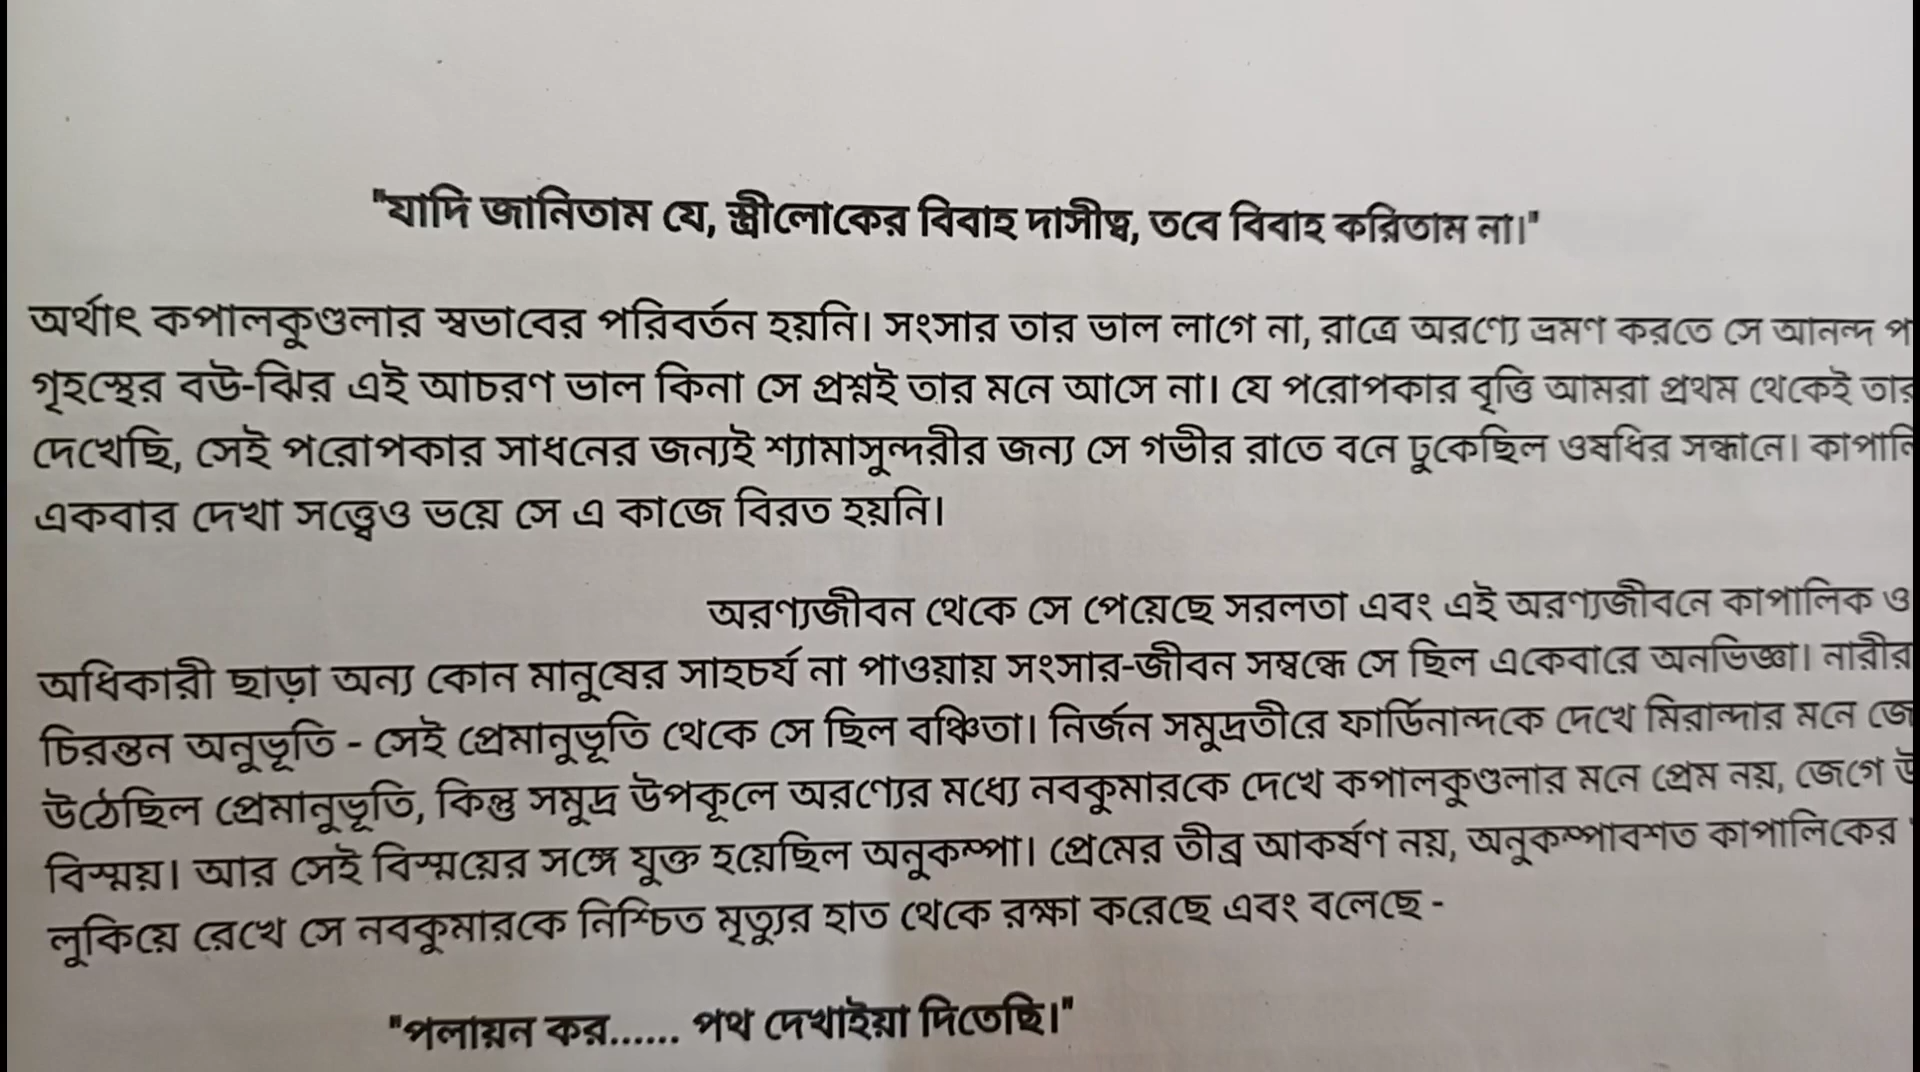 "যাদি জানিতাম যে, স্ত্রীলোকের বিবাহ দাসীত্ব, তবে বিবাহ করিতাম না।"
অর্থাৎ কপালকুণ্ডলার স্বভাবের পরিবর্তন হয়নি। সংসার তার ভাল লাগে না, রাত্রে অরণ্যে ভ্রমণ করতে সে আনন্দ
গৃহস্থের বউ-ঝির এই আচরণ ভাল কিনা সে প্রশ্নই তার মনে আসে না। যে পরোপকার বৃত্তি আমরা প্রথম থেকেই
দেখেছি, সেই পরোপকার সাধনের জন্যই শ্যামাসুন্দরীর জন্য সে গভীর রাতে বনে ঢুকেছিল ওষধির সন্ধানে।
একবার দেখা সত্ত্বেও ভয়ে সে এ কাজে বিরত হয়নি।
অরণ্যজীবন থেকে সে পেয়েছে সরলতা এবং এই অরণ্যজীবনে কাপালিক ও
অধিকারী ছাড়া অন্য কোন মানুষের সাহচর্য না পাওয়ায় সংসার-জীবন সম্বন্ধে সে ছিল একেবারে অনভিজ্ঞা। নারীর
চিরন্তন অনুভূতি - সেই প্রেমানুভূতি থেকে সে ছিল বঞ্চিতা। নির্জন সমুদ্রতীরে ফার্ডিনান্দকে দেখে মিরান্দার মনে
উঠেছিল প্রেমানুভূতি, কিন্তু সমুদ্র উপকূলে অরণ্যের মধ্যে নবকুমারকে দেখে কপালকুণ্ডলার মনে প্রেম নয়, জেগে
বিস্ময়। আর সেই বিস্ময়ের সঙ্গে যুক্ত হয়েছিল অনুকম্পা। প্রেমের তীব্র আকর্ষণ নয়, অনুকম্পাবশত কাপালিকের
লুকিয়ে রেখে সে নবকুমারকে নিশ্চিত মৃত্যুর হাত থেকে রক্ষা করেছে এবং বলেছে -
"পলায়ন কর...... পথ দেখাইয়া দিতেছি।"